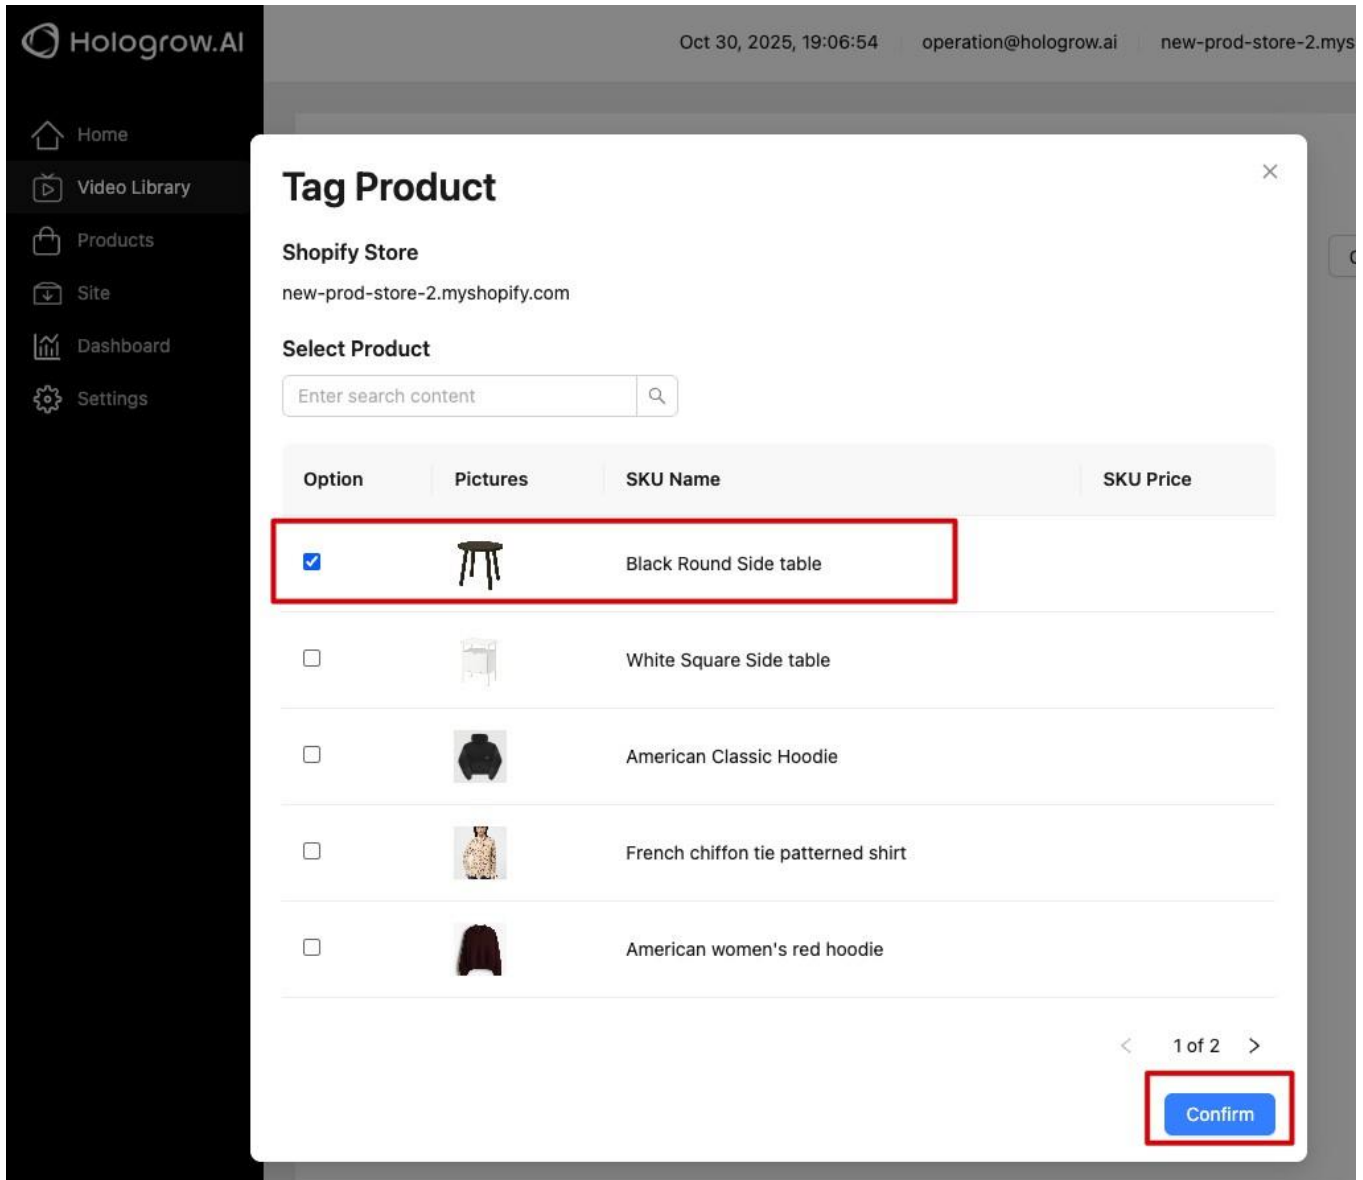 Hologrow.AI
Oct 30, 2025, 19:06:54 operation@hologrow.ai new-prod-store-2.mys
Home
Video Library
Products
Site
Dashboard
Settings
Tag Product
Shopify Store
new-prod-store-2.myshopify.com
Select Product
Enter search content
Option Pictures SKU Name SKU Price
Black Round Side table
White Square Side table
American Classic Hoodie
French chiffon tie patterned shirt
American women's red hoodie
1 of 2
Confirm